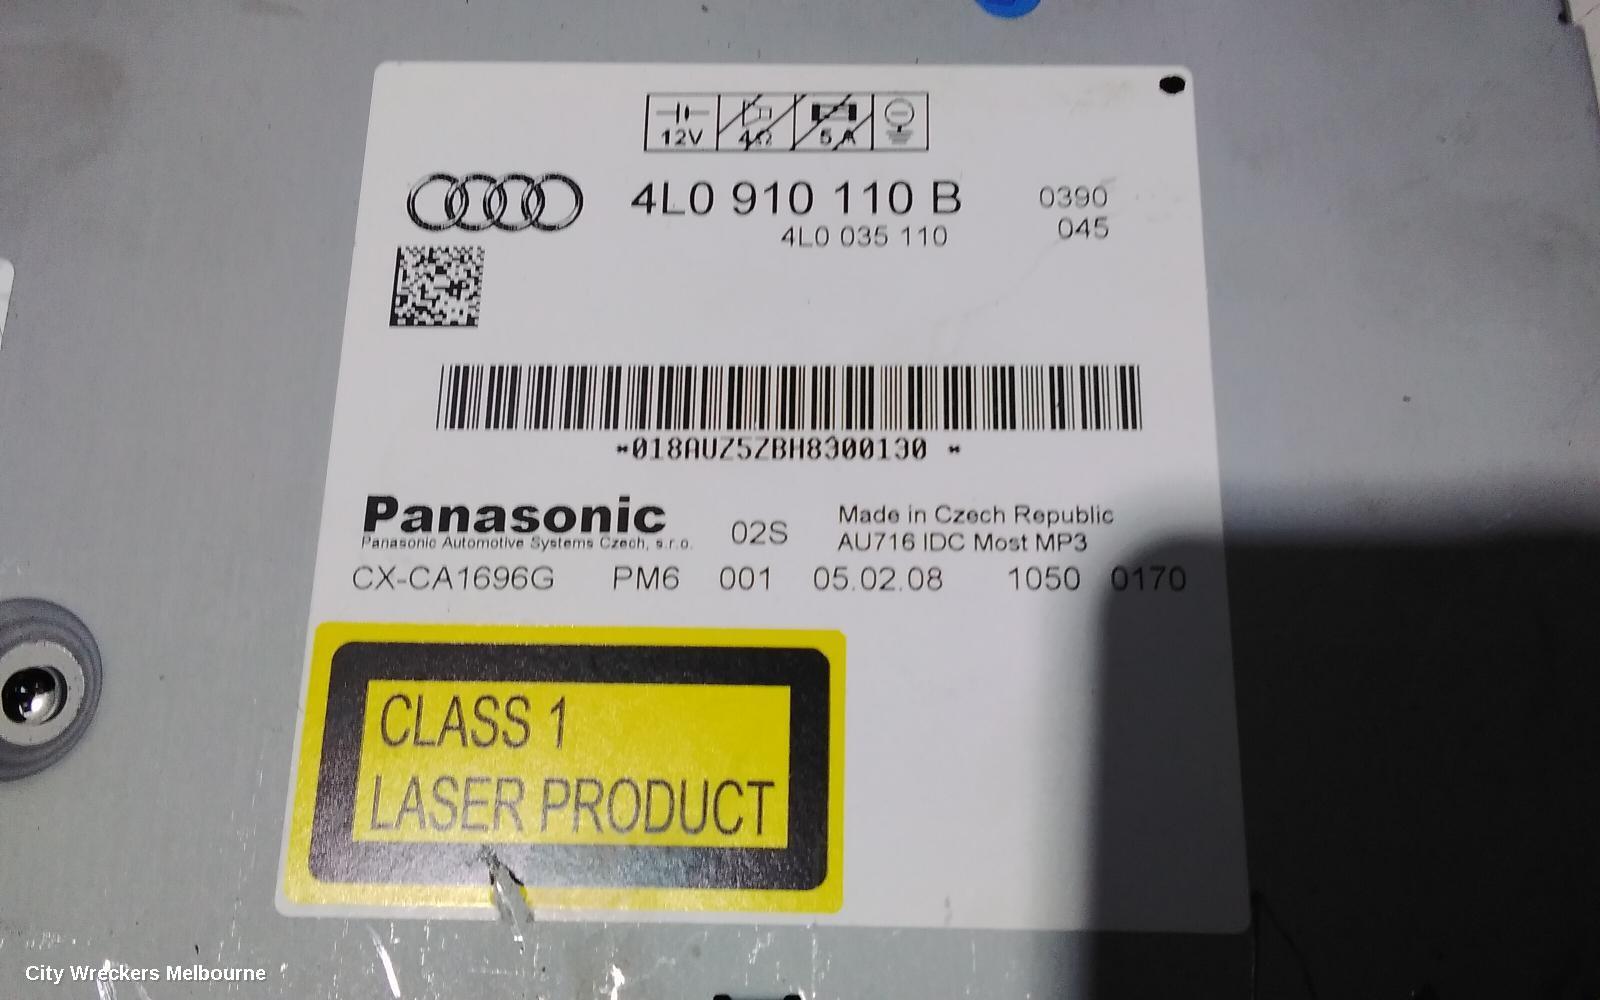 12V 4Ω 5A
4L0 910 110 B 0390
4L0 035 110 045
*018AUZ5ZBH8300130 *
Panasonic
Panasonic Automotive Systems Czech, s.r.o.
02S
Made in Czech Republic
AU716 IDC Most MP3
CX-CA1696G PM6 001 05.02.08 1050 0170
CLASS 1
LASER PRODUCT
City Wreckers Melbourne